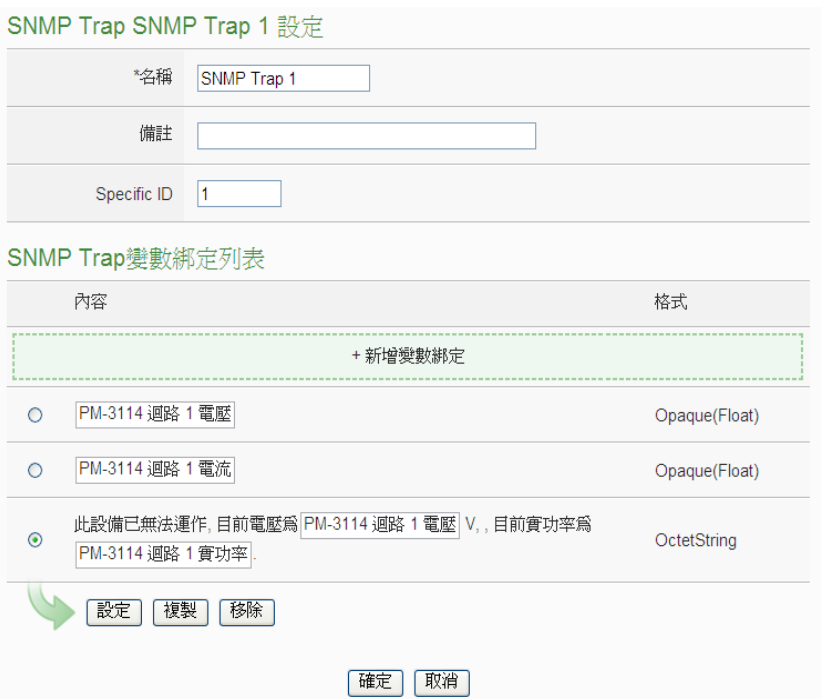 SNMP Trap SNMP Trap 1 設定
*名稱 SNMP Trap 1
備註
Specific ID 1
SNMP Trap變數綁定列表
內容 格式
+ 新增變數綁定
PM-3114 迴路 1 電壓 Opaque(Float)
PM-3114 迴路 1 電流 Opaque(Float)
此設備已無法運作, 目前電壓為 PM-3114 迴路 1 電壓 V, , 目前實功率為
PM-3114 迴路 1 實功率 . OctetString
設定 複製 移除
確定 取消